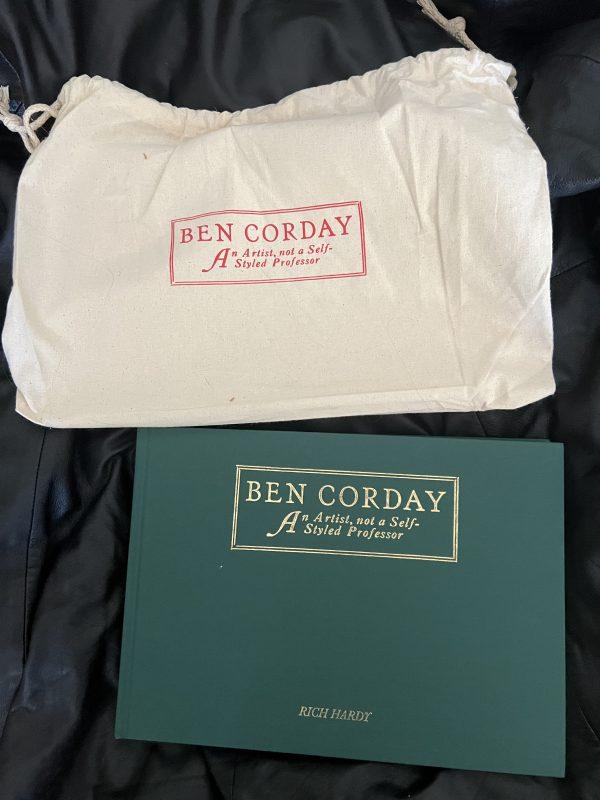 BEN CORDAY
An Artist, not a Self-
Styled Professor
BEN CORDAY
An Artist, not a Self-
Styled Professor
RICH HARDY